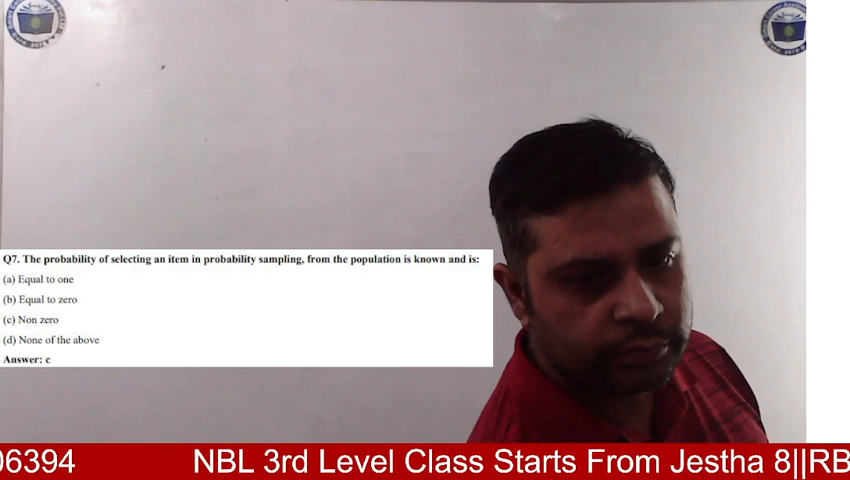 Q7. The probability of selecting an item in probability sampling, from the population is known and is:
(a) Equal to one
(b) Equal to zero
(c) Non zero
(d) None of the above
Answer: c
06394 NBL 3rd Level Class Starts From Jestha 8||RB